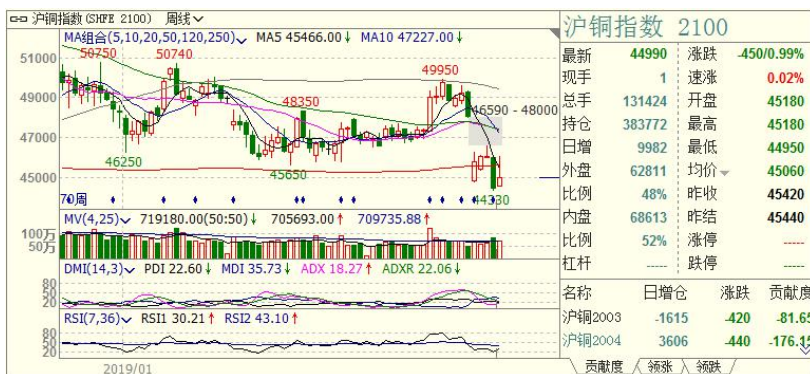 沪铜指数(SHFE 2100) 周线
MA组合(5,10,20,50,120,250) MA5 45466.00↓ MA10 47227.00↓
51000
49000
47000
45000
50750
50740
49950
48350
46590 - 48000
46250
45650
44330
70周
MV(4,25) 719180.00(50:50)↓ 705693.00↑ 709735.88↑
100万
50万
DMI(14,3) PDI 22.60↓ MDI 35.73↓ ADX 18.27↑ ADXR 22.06↓
80
50
20
RSI(7,36) RSI1 30.21↑ RSI2 43.10↑
80
50
20
2019/01
沪铜指数 2100
最新 44990 涨跌 -450/0.99%
现手 1 速涨 0.02%
总手 131424 开盘 45180
持仓 383772 最高 45180
日增 9982 最低 44950
外盘 62811 均价 45060
比例 48% 昨收 45420
内盘 68613 昨结 45440
比例 52% 涨停 -----
杠杆 ----- 跌停 -----
名称 日增仓 涨跌 贡献度
沪铜2003 -1615 -420 -81.65
沪铜2004 3606 -440 -176.15
贡献度 领涨 领跌